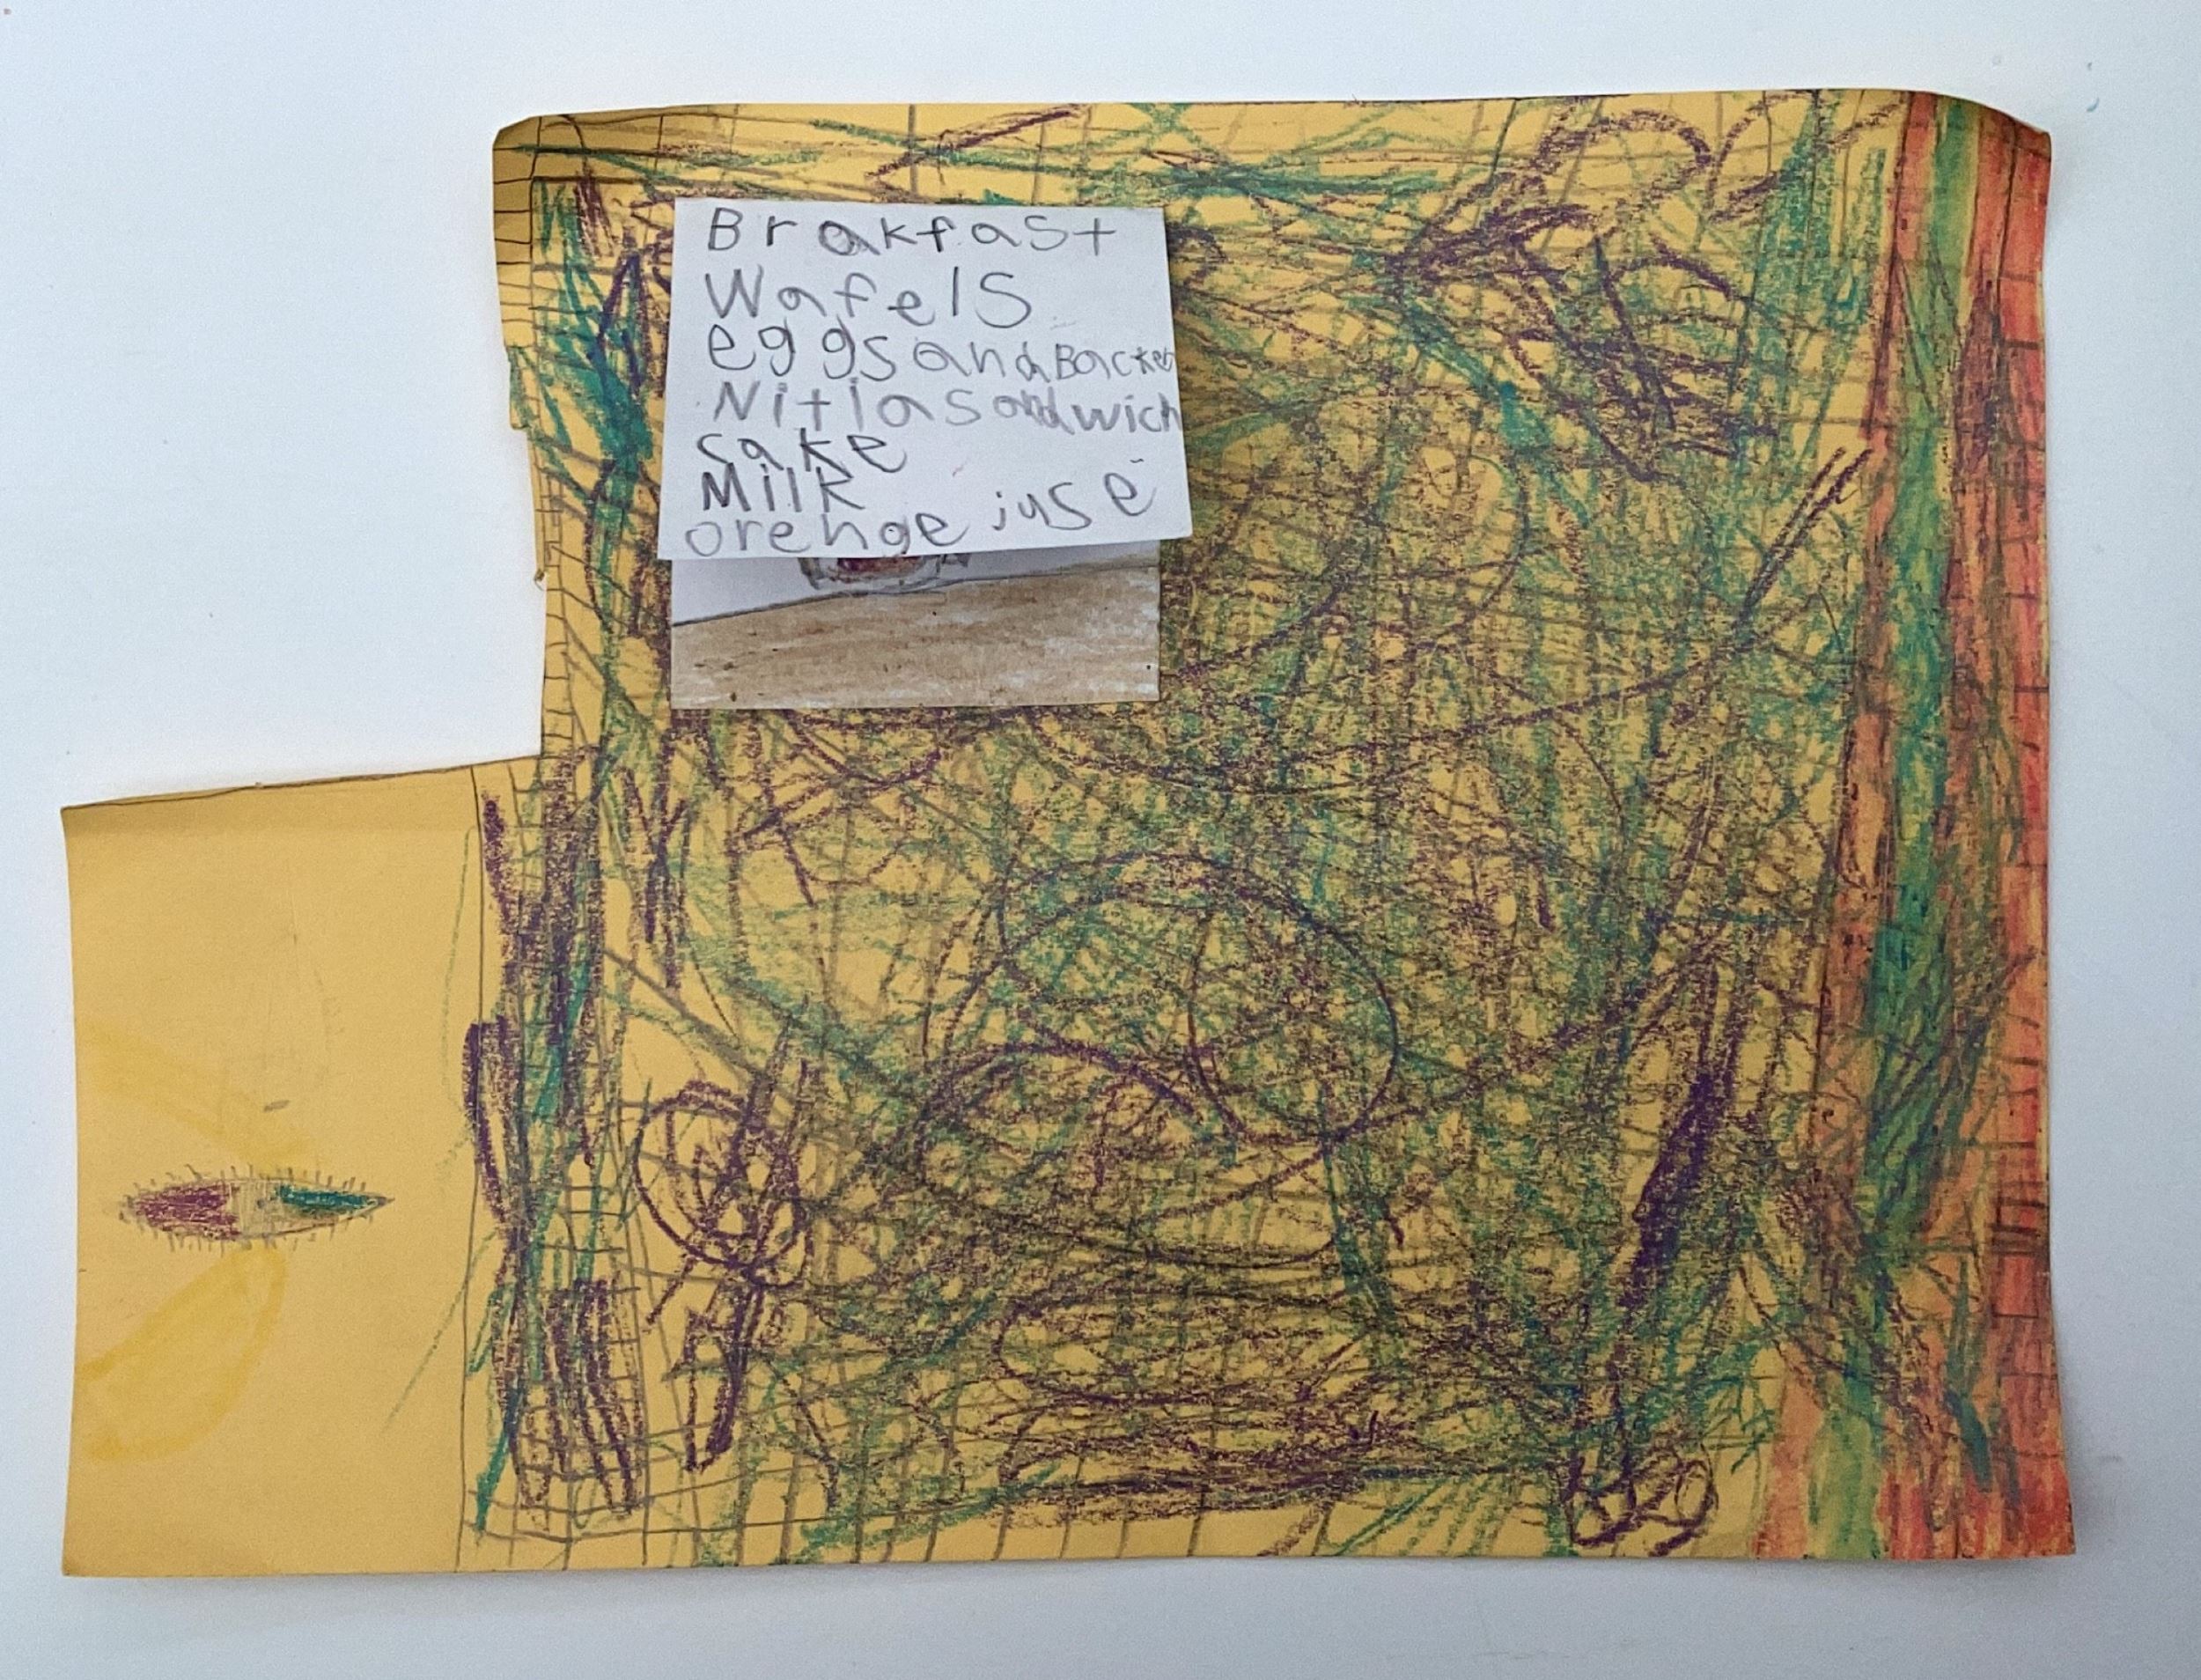 Brakfast
Wafels
eggs and Backen
Nitla sandwich
cake
Milk
orenge juse